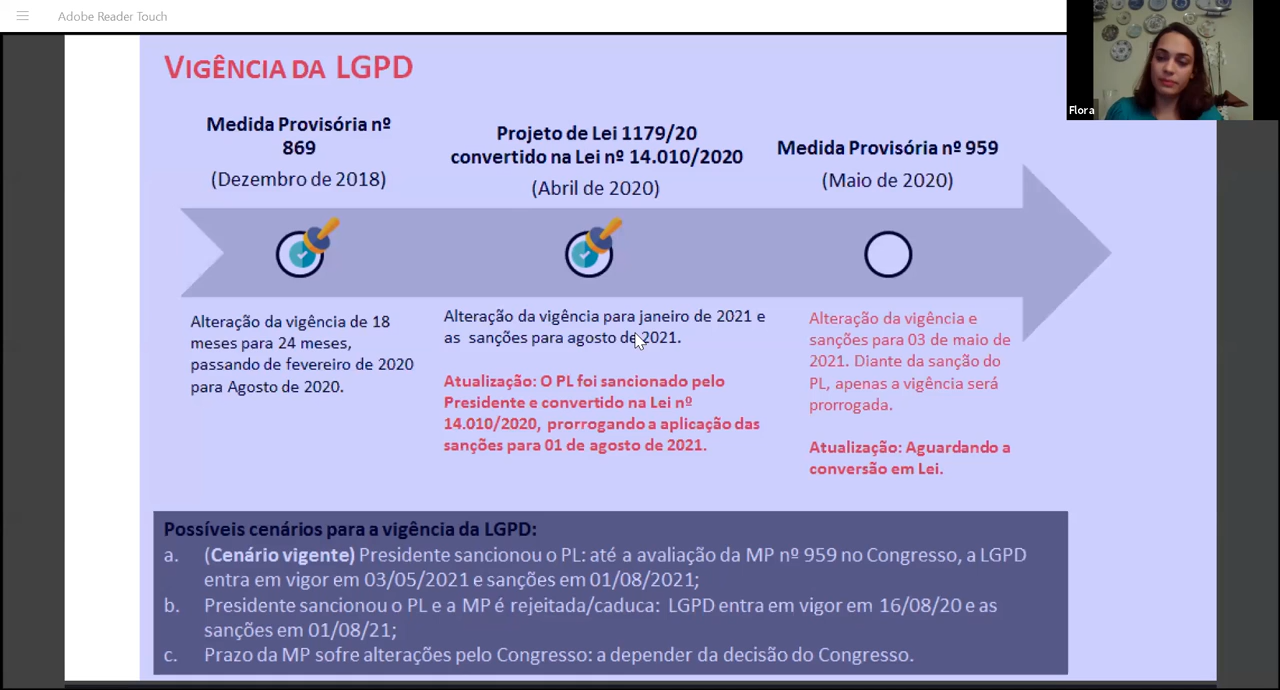 Adobe Reader Touch
Flora
VIGÊNCIA DA LGPD
Medida Provisória nº
869
(Dezembro de 2018)
Alteração da vigência de 18
meses para 24 meses,
passando de fevereiro de 2020
para Agosto de 2020.
Projeto de Lei 1179/20
convertido na Lei nº 14.010/2020
(Abril de 2020)
Alteração da vigência para janeiro de 2021 e
as sanções para agosto de 2021.
Atualização: O PL foi sancionado pelo
Presidente e convertido na Lei nº
14.010/2020, prorrogando a aplicação das
sanções para 01 de agosto de 2021.
Medida Provisória nº 959
(Maio de 2020)
Alteração da vigência e
sanções para 03 de maio de
2021. Diante da sanção do
PL, apenas a vigência será
prorrogada.
Atualização: Aguardando a
conversão em Lei.
Possíveis cenários para a vigência da LGPD:
a. (Cenário vigente) Presidente sancionou o PL: até a avaliação da MP nº 959 no Congresso, a LGPD
entra em vigor em 03/05/2021 e sanções em 01/08/2021;
b. Presidente sancionou o PL e a MP é rejeitada/caduca: LGPD entra em vigor em 16/08/20 e as
sanções em 01/08/21;
c. Prazo da MP sofre alterações pelo Congresso: a depender da decisão do Congresso.